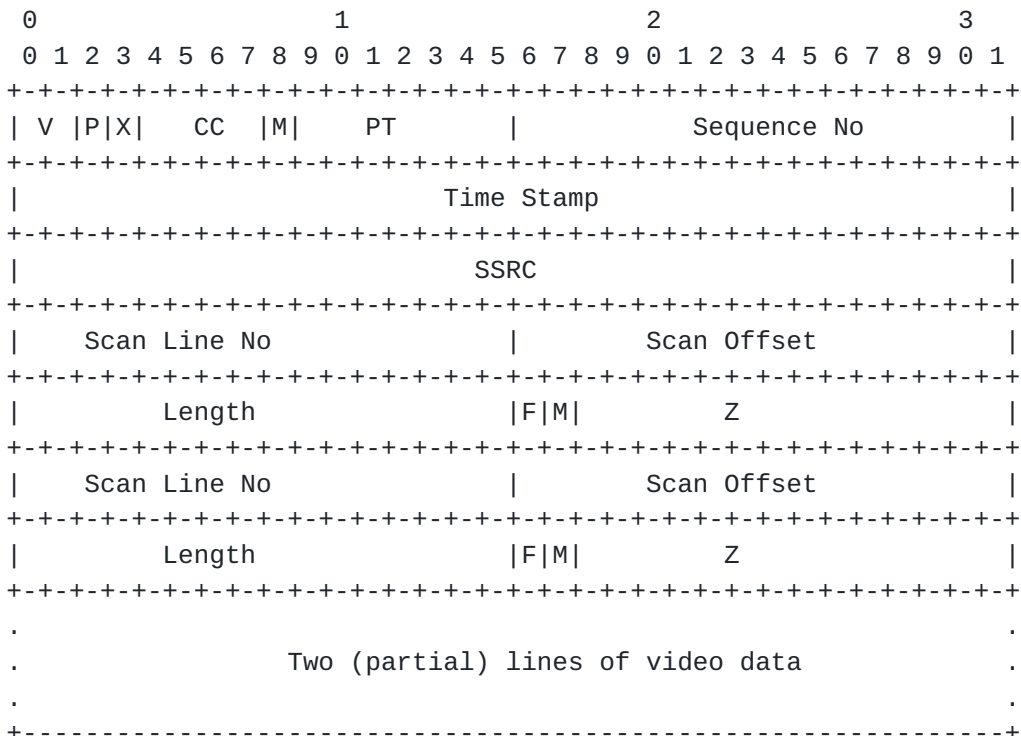 0                   1                   2                   3
 0 1 2 3 4 5 6 7 8 9 0 1 2 3 4 5 6 7 8 9 0 1 2 3 4 5 6 7 8 9 0 1
+-+-+-+-+-+-+-+-+-+-+-+-+-+-+-+-+-+-+-+-+-+-+-+-+-+-+-+-+-+-+-+-+
| V |P|X|   CC  |M|    PT       |           Sequence No         |
+-+-+-+-+-+-+-+-+-+-+-+-+-+-+-+-+-+-+-+-+-+-+-+-+-+-+-+-+-+-+-+-+
|                           Time Stamp                          |
+-+-+-+-+-+-+-+-+-+-+-+-+-+-+-+-+-+-+-+-+-+-+-+-+-+-+-+-+-+-+-+-+
|                             SSRC                              |
+-+-+-+-+-+-+-+-+-+-+-+-+-+-+-+-+-+-+-+-+-+-+-+-+-+-+-+-+-+-+-+-+
|    Scan Line No               |        Scan Offset            |
+-+-+-+-+-+-+-+-+-+-+-+-+-+-+-+-+-+-+-+-+-+-+-+-+-+-+-+-+-+-+-+-+
|         Length                |F|M|         Z                 |
+-+-+-+-+-+-+-+-+-+-+-+-+-+-+-+-+-+-+-+-+-+-+-+-+-+-+-+-+-+-+-+-+
|    Scan Line No               |        Scan Offset            |
+-+-+-+-+-+-+-+-+-+-+-+-+-+-+-+-+-+-+-+-+-+-+-+-+-+-+-+-+-+-+-+-+
|         Length                |F|M|         Z                 |
+-+-+-+-+-+-+-+-+-+-+-+-+-+-+-+-+-+-+-+-+-+-+-+-+-+-+-+-+-+-+-+-+
.                                                               .
.                 Two (partial) lines of video data             .
.                                                               .
+---------------------------------------------------------------+